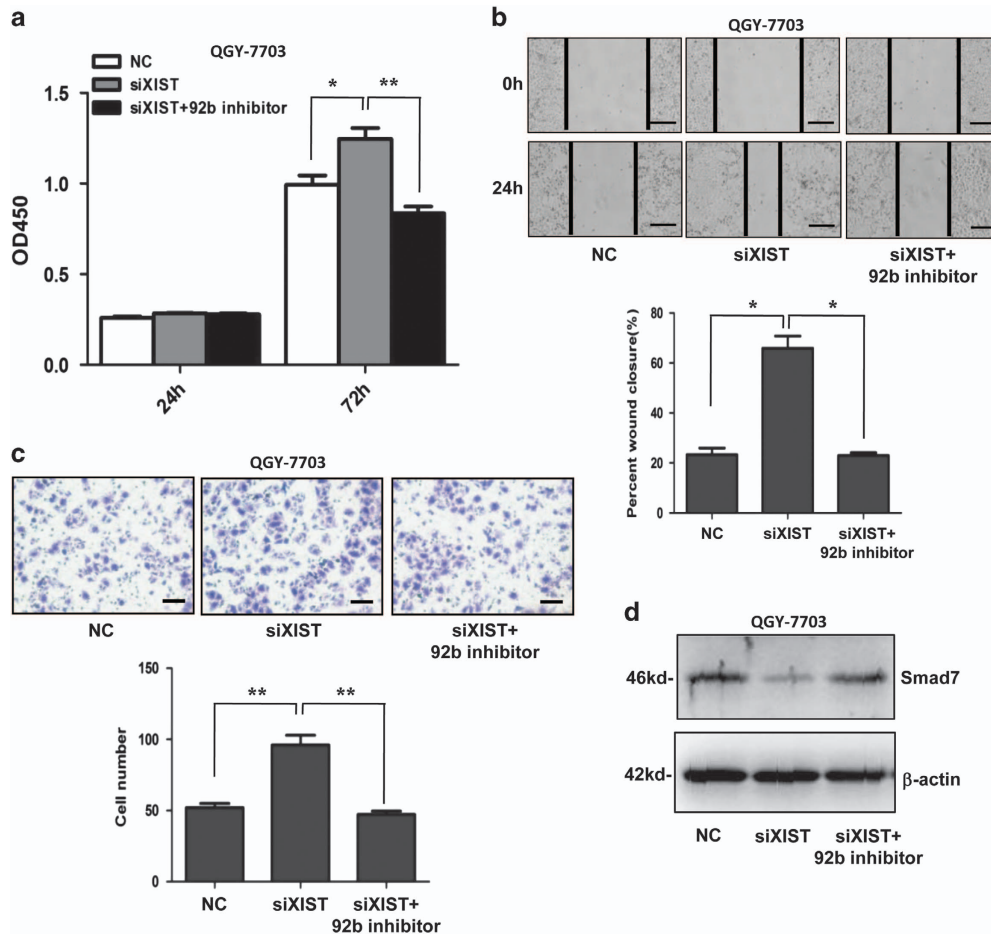 a
QGY-7703
NC
siXIST
siXIST+92b inhibitor
OD450
1.5
1.0
0.5
0.0
* **
24h 72h
b
QGY-7703
0h
24h
NC siXIST siXIST+
92b inhibitor
Percent wound closure(%)
80
60
40
20
0
* *
NC siXIST siXIST+
92b inhibitor
c
QGY-7703
NC siXIST siXIST+
92b inhibitor
Cell number
150
100
50
0
** **
NC siXIST siXIST+
92b inhibitor
d
QGY-7703
46kd- Smad7
42kd- β-actin
NC siXIST siXIST+
92b inhibitor